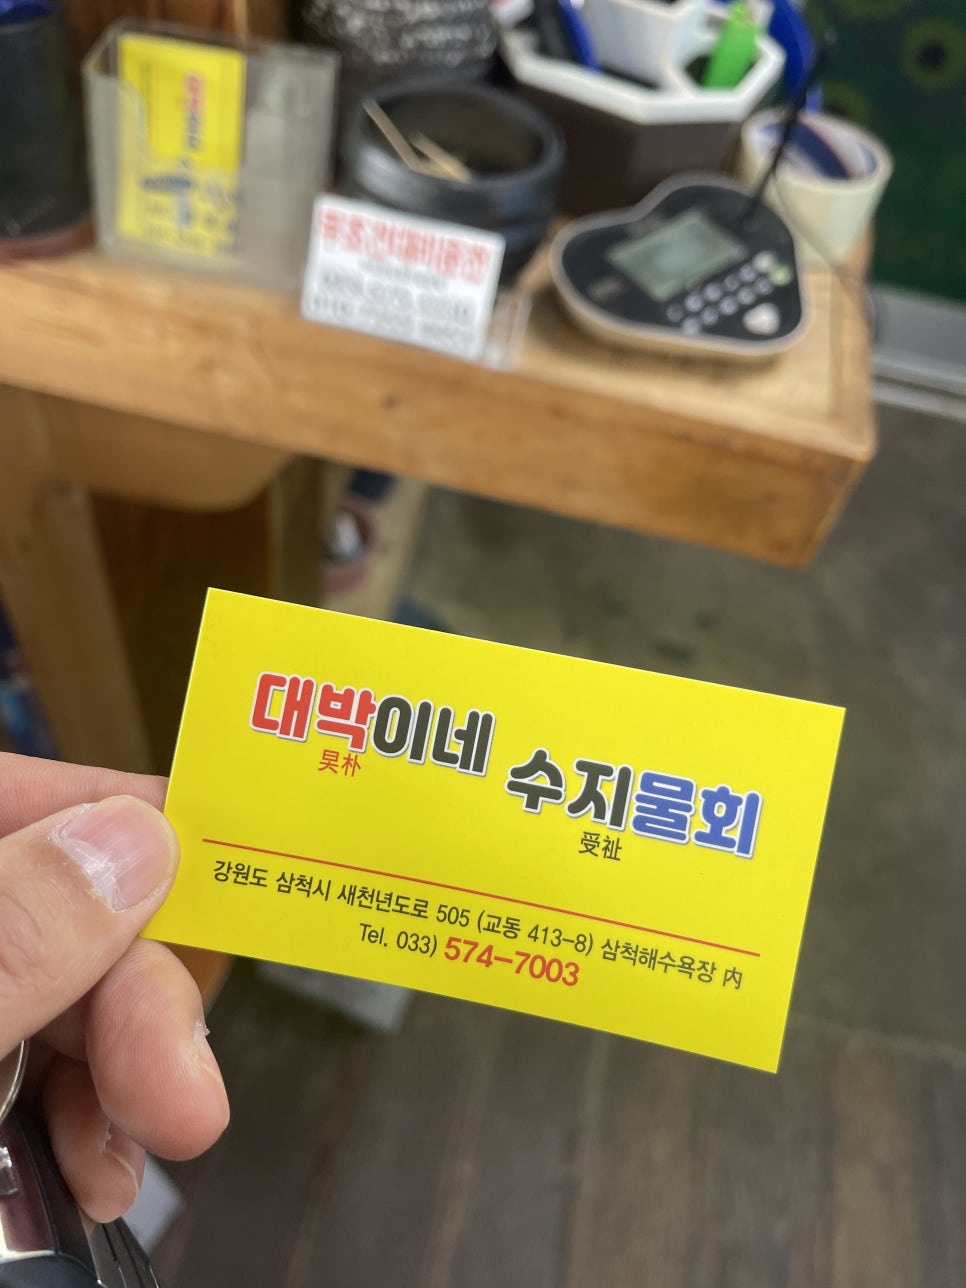 대박이네 수지물회
旲朴
受祉
강원도 삼척시 새천년도로 505 (교동 413-8) 삼척해수욕장 內
Tel. 033) 574-7003